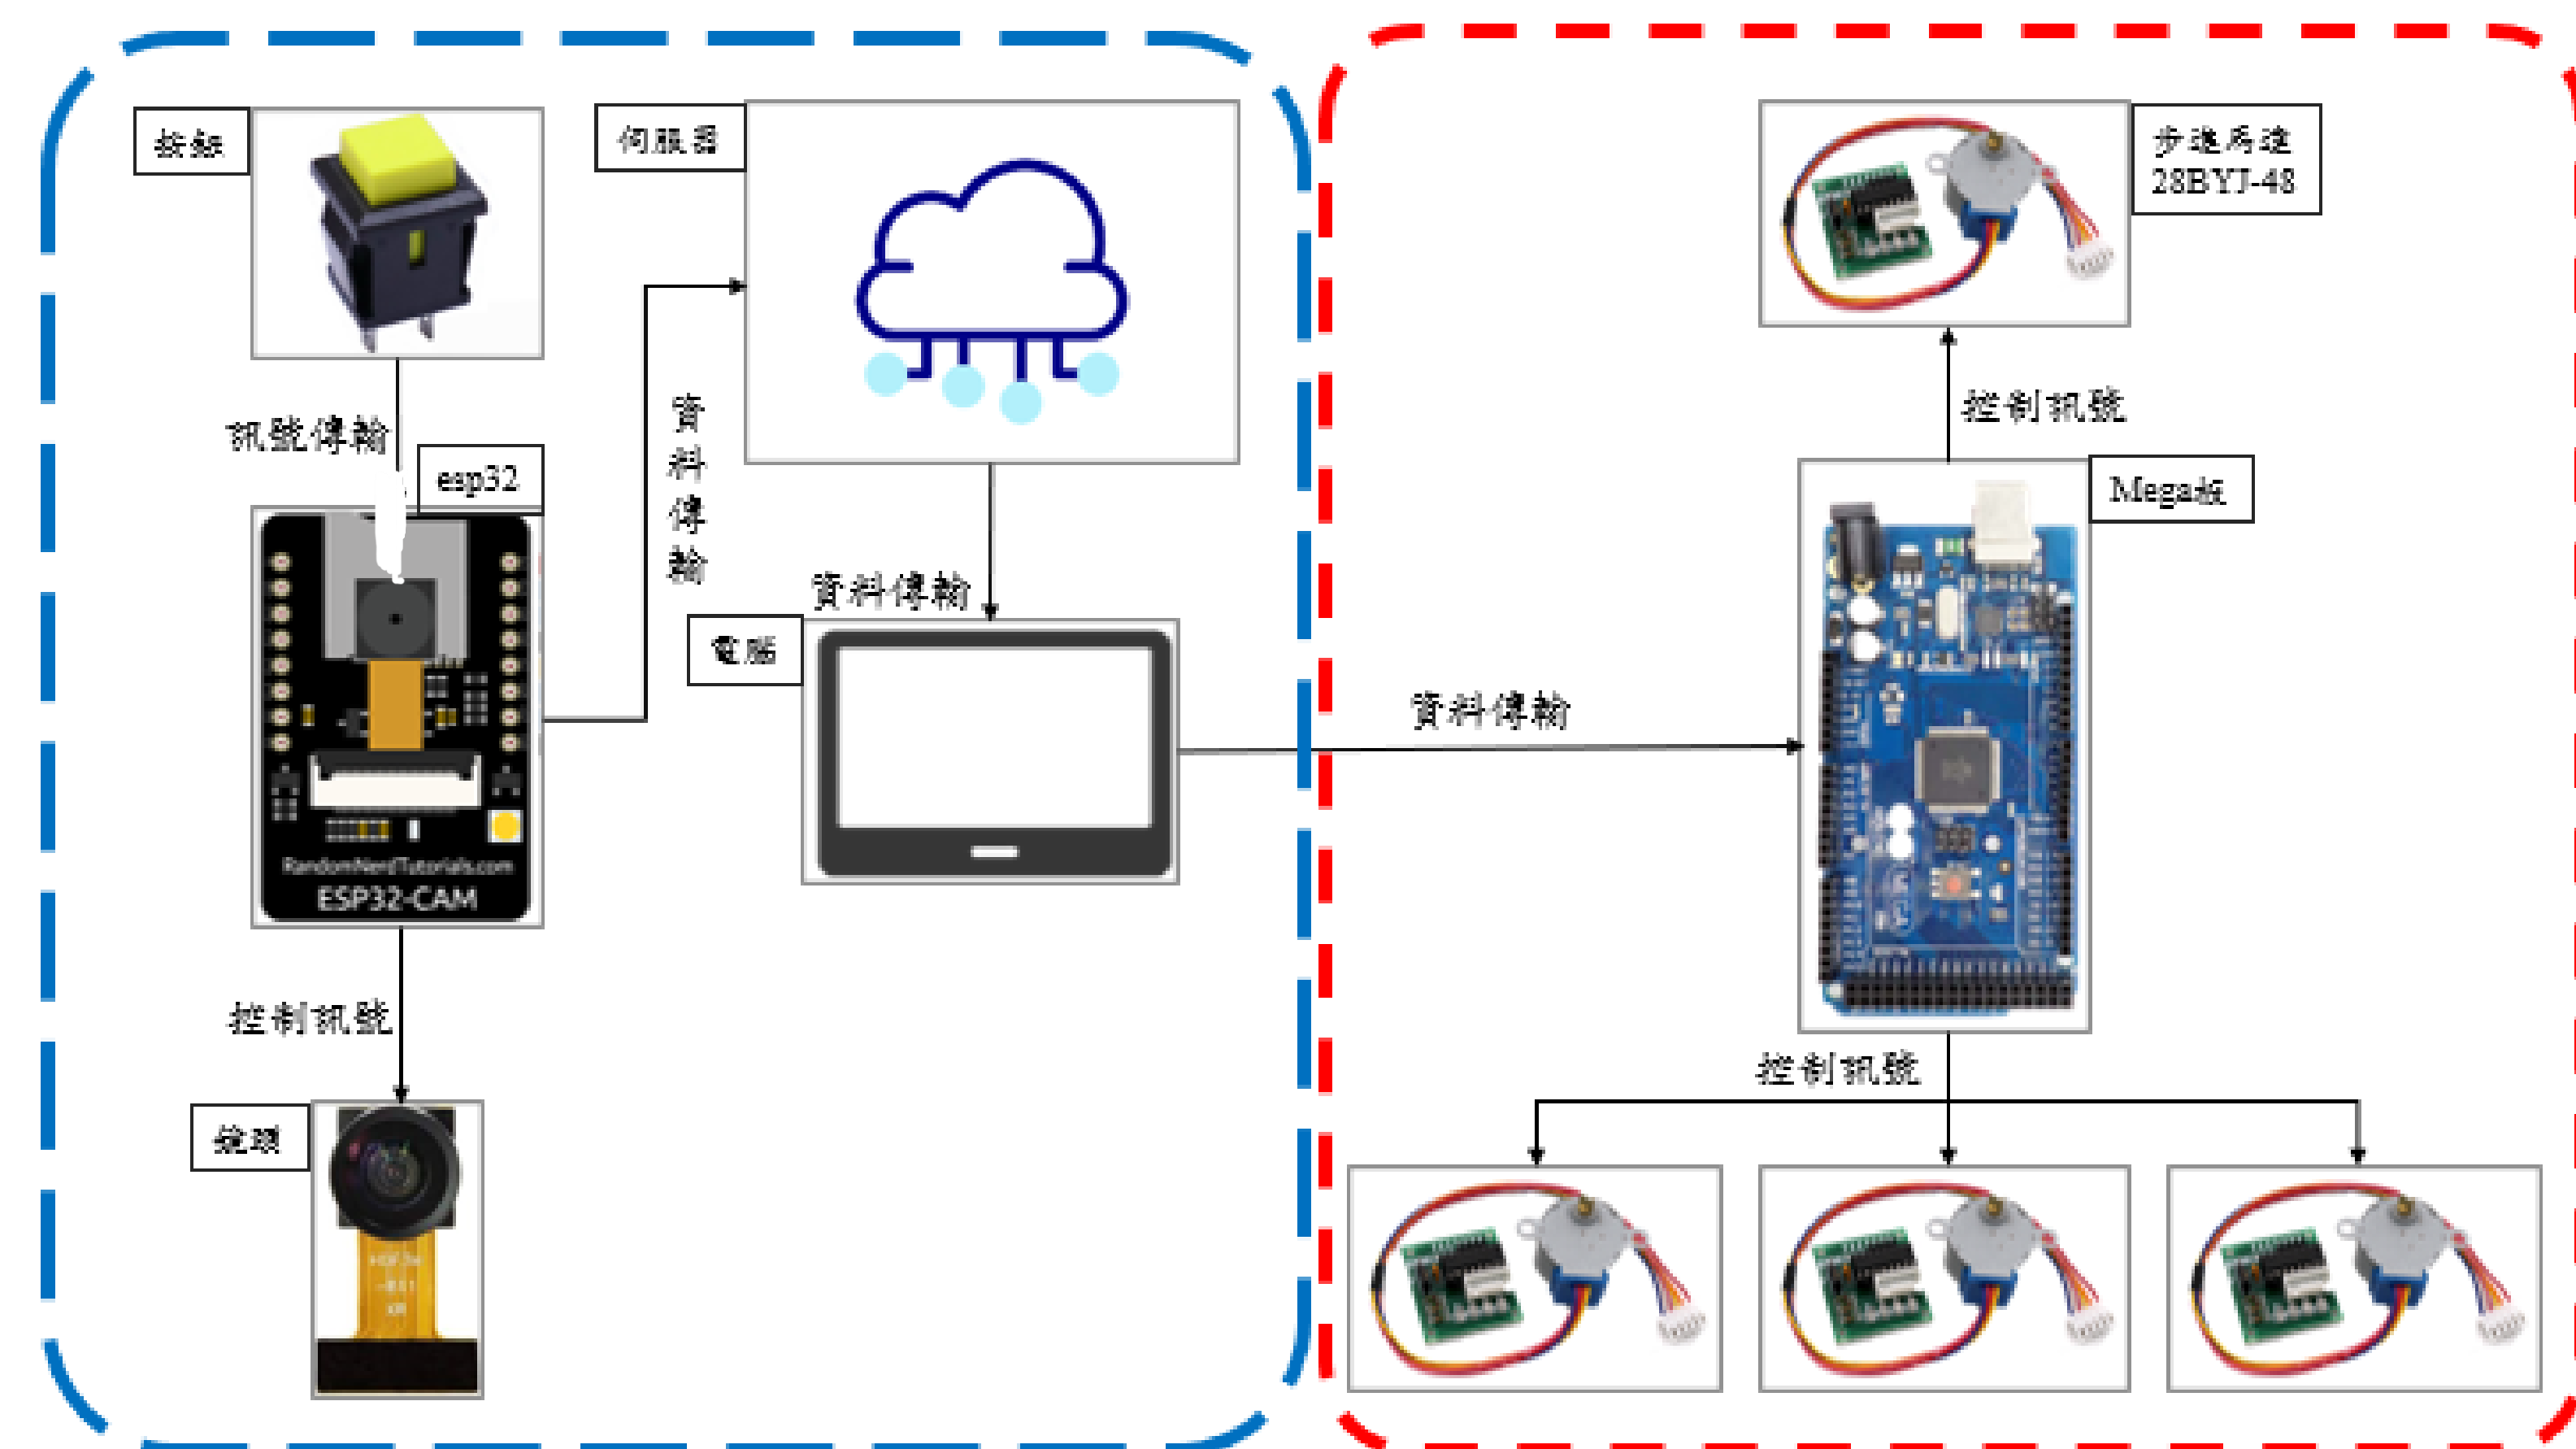 按鈕
伺服器
步進馬達
28BYJ-48
訊號傳輸
esp32
資料傳輸
控制訊號
Mega板
資料傳輸
電腦
資料傳輸
RandomNerdTutorials.com
ESP32-CAM
控制訊號
控制訊號
鏡頭